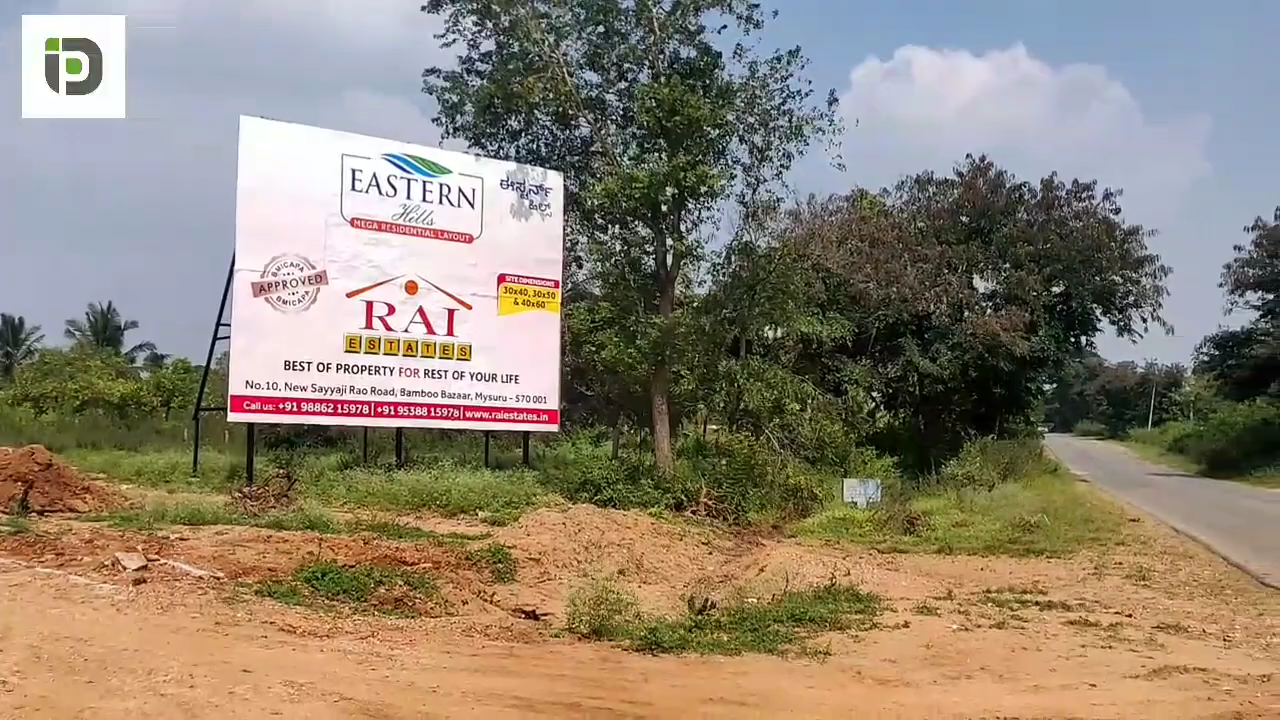 EASTERN
Hills
MEGA RESIDENTIAL LAYOUT
ಈಸ್ಟರ್ನ್
ಹಿಲ್ಸ್
BMICAPA
APPROVED
BMICAPA
SITE DIMENSIONS
30x40, 30x50
& 40x60
RAI
ESTATES
BEST OF PROPERTY FOR REST OF YOUR LIFE
No.10, New Sayyaji Rao Road, Bamboo Bazaar, Mysuru - 570 001
Call us: +91 98862 15978 | +91 95388 15978 | www.raiestates.in